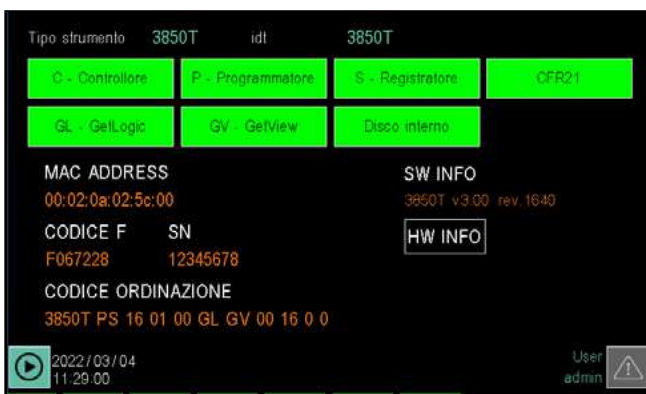 Tipo strumento 3850T idt 3850T
C - Controllore P - Programmatore S - Registratore CFR21
GL - GetLogic GV - GetView Disco interno
MAC ADDRESS SW INFO
00:02:0a:02:5c:00 3850T v3.00 rev.1640
CODICE F SN HW INFO
F067228 12345678
CODICE ORDINAZIONE
3850T PS 16 01 00 GL GV 00 16 0 0
2022/03/04 User
11:29:00 admin